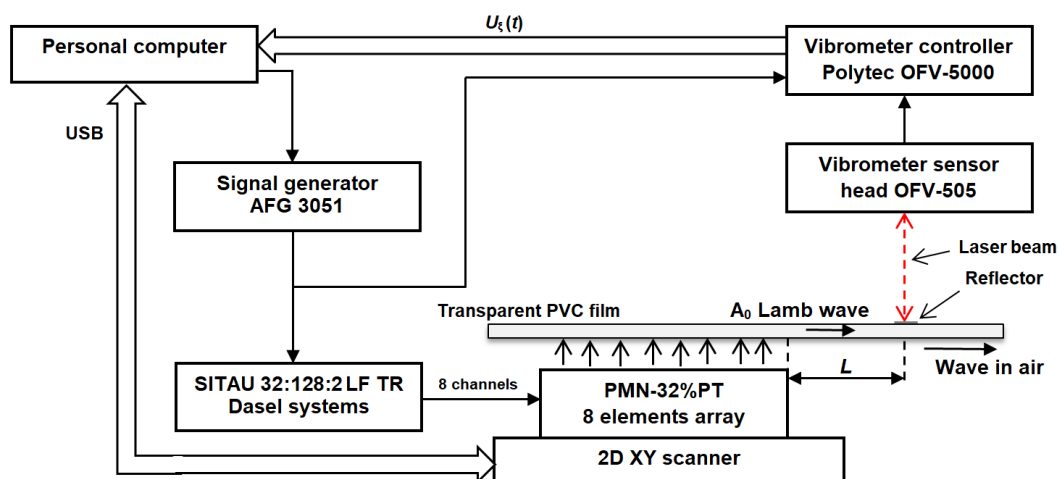 Uξ(t)
Personal computer
Vibrometer controller
Polytec OFV-5000
USB
Signal generator
AFG 3051
Vibrometer sensor
head OFV-505
Laser beam
Reflector
Transparent PVC film
A₀ Lamb wave
Wave in air
SITAU 32:128:2 LF TR
Dasel systems
8 channels
PMN-32%PT
8 elements array
L
2D XY scanner